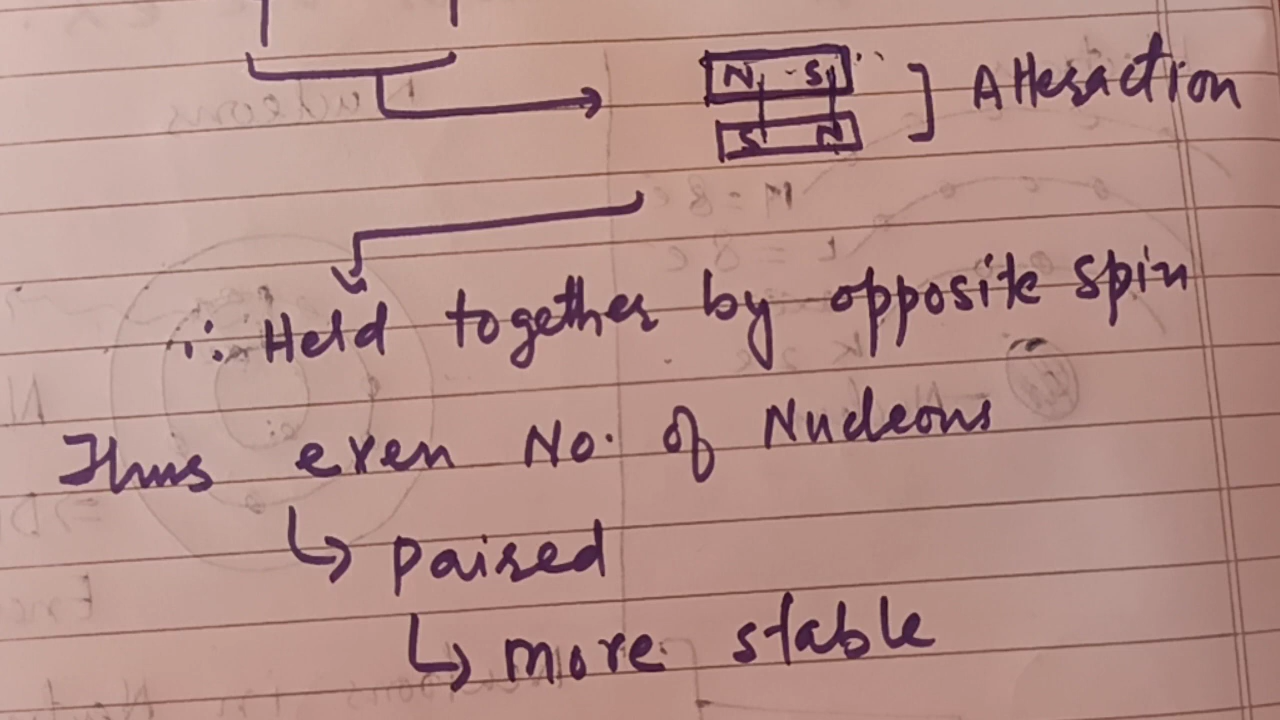 N S ] Attraction
S N
∴ Held together by opposite spin
Thus even No. of Nucleons
↳ paired
↳ more stable